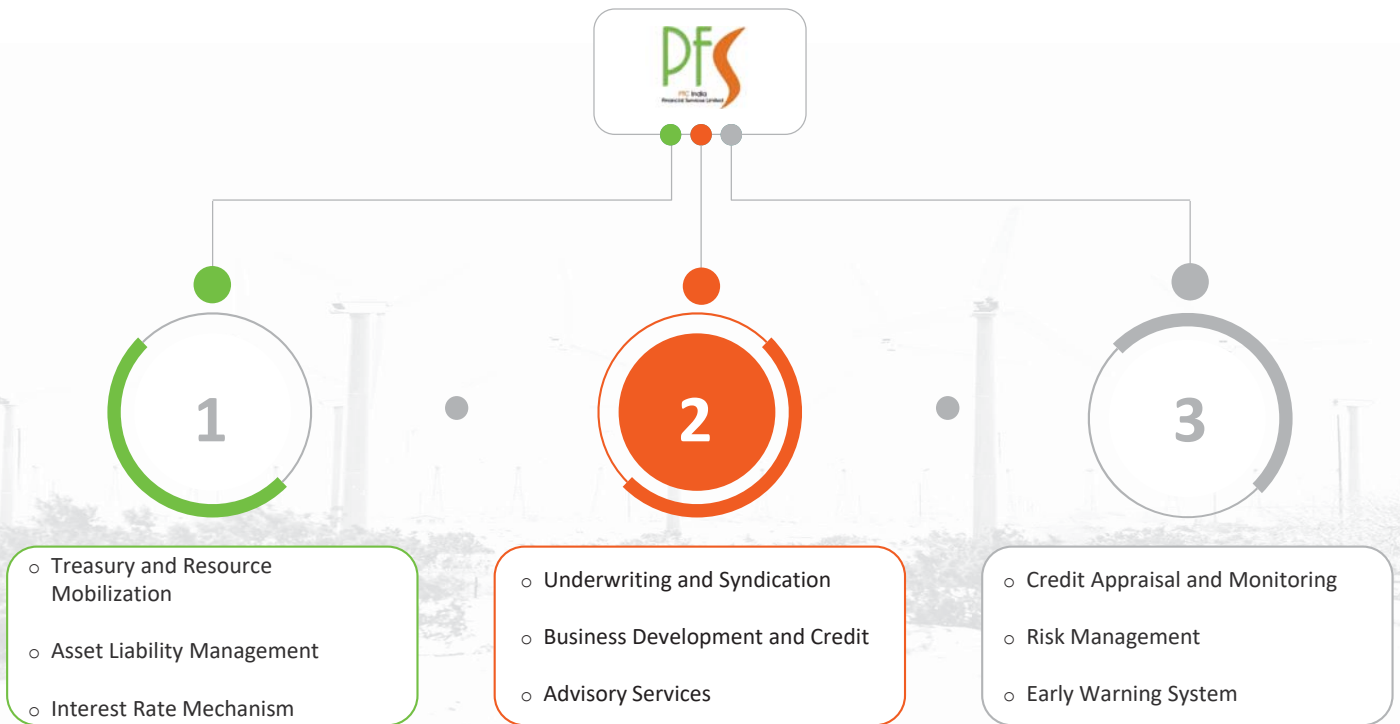 PFS
PTC India
Financial Services Limited
1
2
3
○ Treasury and Resource
Mobilization
○ Asset Liability Management
○ Interest Rate Mechanism
○ Underwriting and Syndication
○ Business Development and Credit
○ Advisory Services
○ Credit Appraisal and Monitoring
○ Risk Management
○ Early Warning System